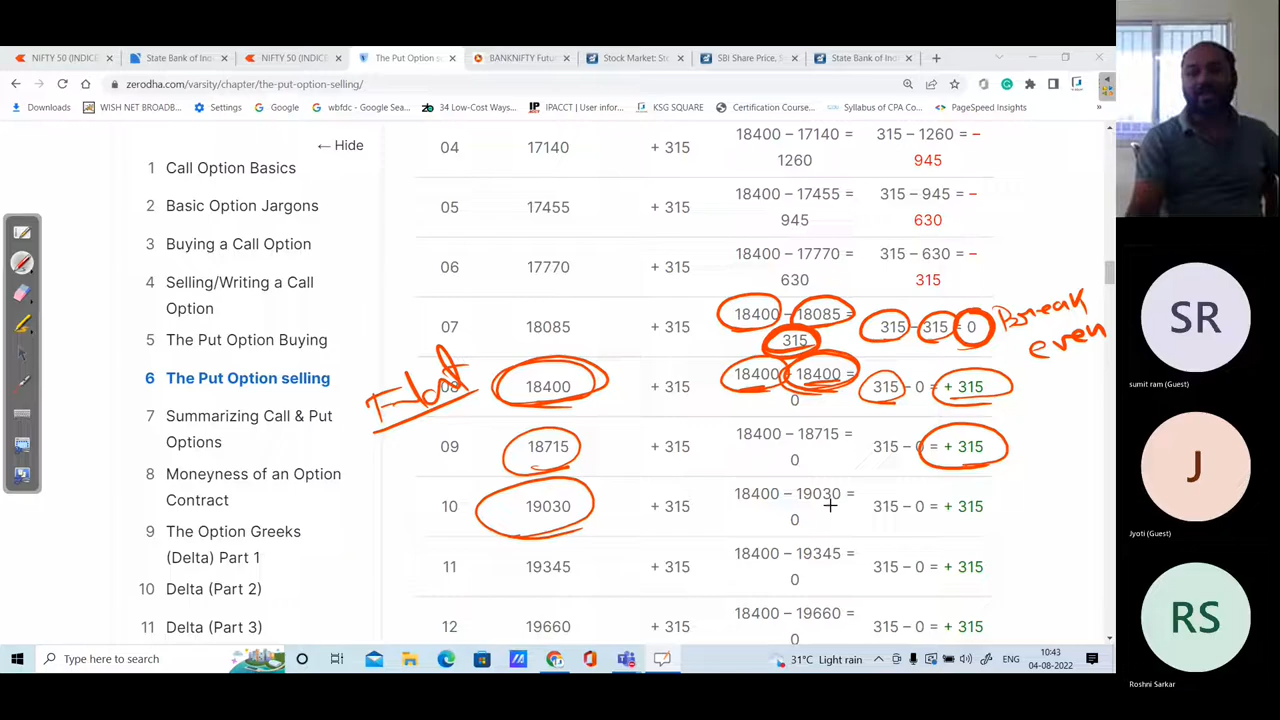 NIFTY 50 (INDICE
State Bank of Ind
NIFTY 50 (INDICE
The Put Option se
BANKNIFTY Futur
Stock Market: Sto
SBI Share Price, S
State Bank of Ind
zerodha.com/varsity/chapter/the-put-option-selling/
Downloads
WISH NET BROADB...
Settings
Google
wbfdc - Google Sea...
34 Low-Cost Ways...
IPACCT | User infor...
KSG SQUARE
Certification Course...
Syllabus of CPA Co...
PageSpeed Insights
← Hide
1 Call Option Basics
2 Basic Option Jargons
3 Buying a Call Option
4 Selling/Writing a Call
Option
5 The Put Option Buying
6 The Put Option selling
7 Summarizing Call & Put
Options
8 Moneyness of an Option
Contract
9 The Option Greeks
(Delta) Part 1
10 Delta (Part 2)
11 Delta (Part 3)
04 17140 + 315 18400 – 17140 = 315 – 1260 = –
1260 945
05 17455 + 315 18400 – 17455 = 315 – 945 = –
945 630
06 17770 + 315 18400 – 17770 = 315 – 630 = –
630 315
07 18085 + 315 18400 – 18085 = 315 – 315 = 0
315
Break
even
08 18400 + 315 18400 – 18400 = 315 – 0 = + 315
0
09 18715 + 315 18400 – 18715 = 315 – 0 = + 315
0
10 19030 + 315 18400 – 19030 = 315 – 0 = + 315
0
11 19345 + 315 18400 – 19345 = 315 – 0 = + 315
0
12 19660 + 315 18400 – 19660 = 315 – 0 = + 315
0
SR
sumit ram (Guest)
J
Jyoti (Guest)
RS
Roshni Sarkar
Type here to search
31°C Light rain
ENG
10:43
04-08-2022